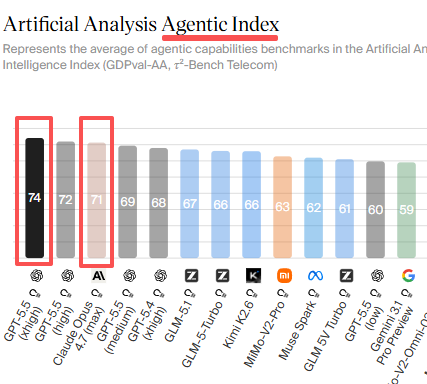 Artificial Analysis Agentic Index
Represents the average of agentic capabilities benchmarks in the Artificial An
Intelligence Index (GDPval-AA, τ²-Bench Telecom)
74
72
71
69
68
67
66
66
63
62
61
60
59
GPT-5.5
(xhigh)
GPT-5.5
(high)
Claude Opus
4.7 (max)
GPT-5.5
(medium)
GPT-5.4
(xhigh)
GLM-5.1
GLM-5-Turbo
Kimi K2.6
MiMo-V2-Pro
Muse Spark
GLM 5V Turbo
GPT-5.5
(low)
Gemini 3.1
Pro Preview
o-V2-Omni-0